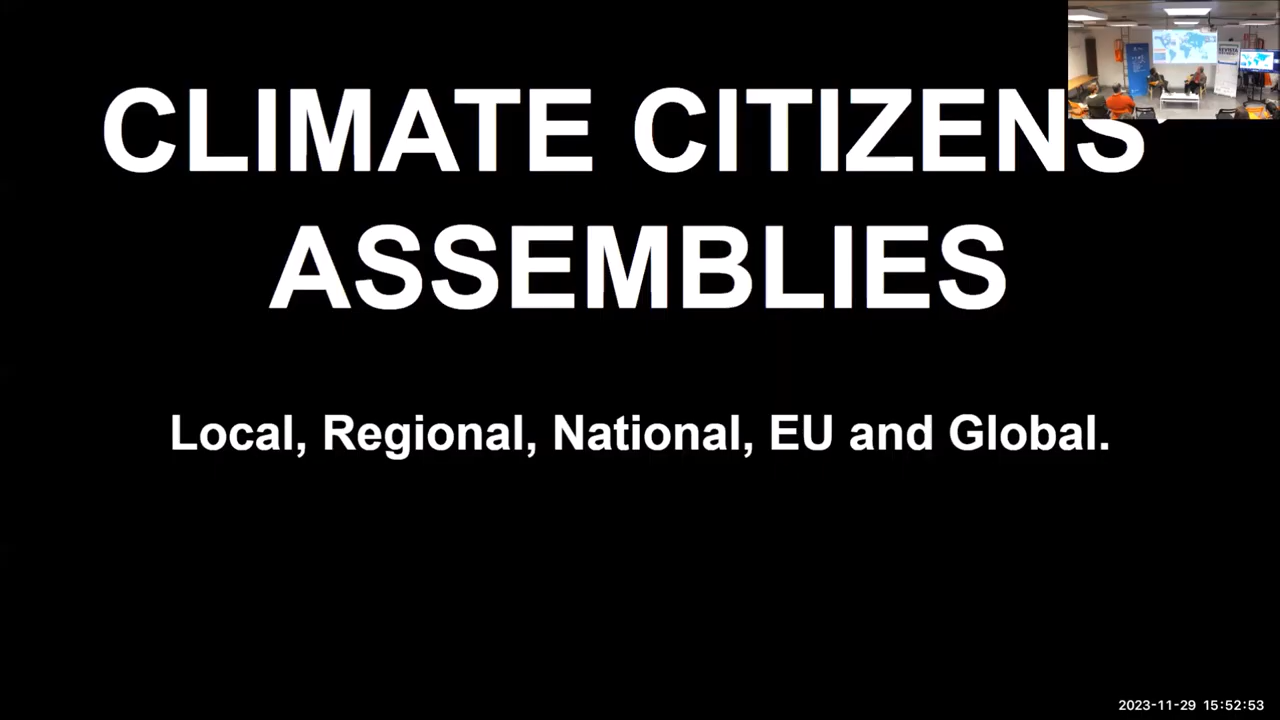 CLIMATE CITIZENS'
ASSEMBLIES
Local, Regional, National, EU and Global.
2023-11-29 15:52:53